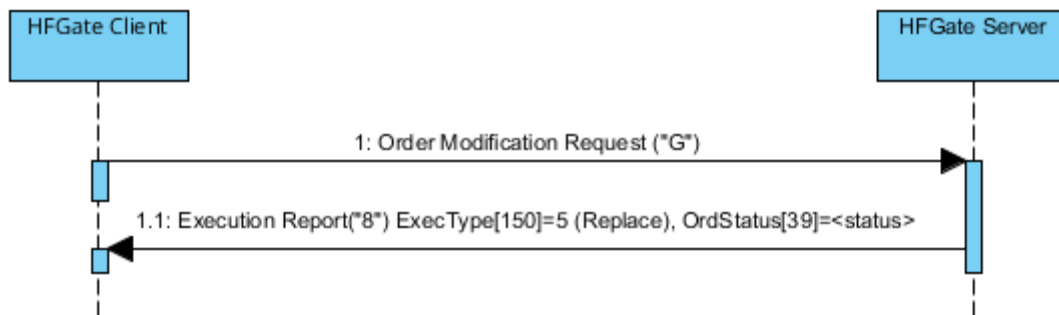 HFGate Client
HFGate Server
1: Order Modification Request ("G")
1.1: Execution Report("8") ExecType[150]=5 (Replace), OrdStatus[39]=<status>